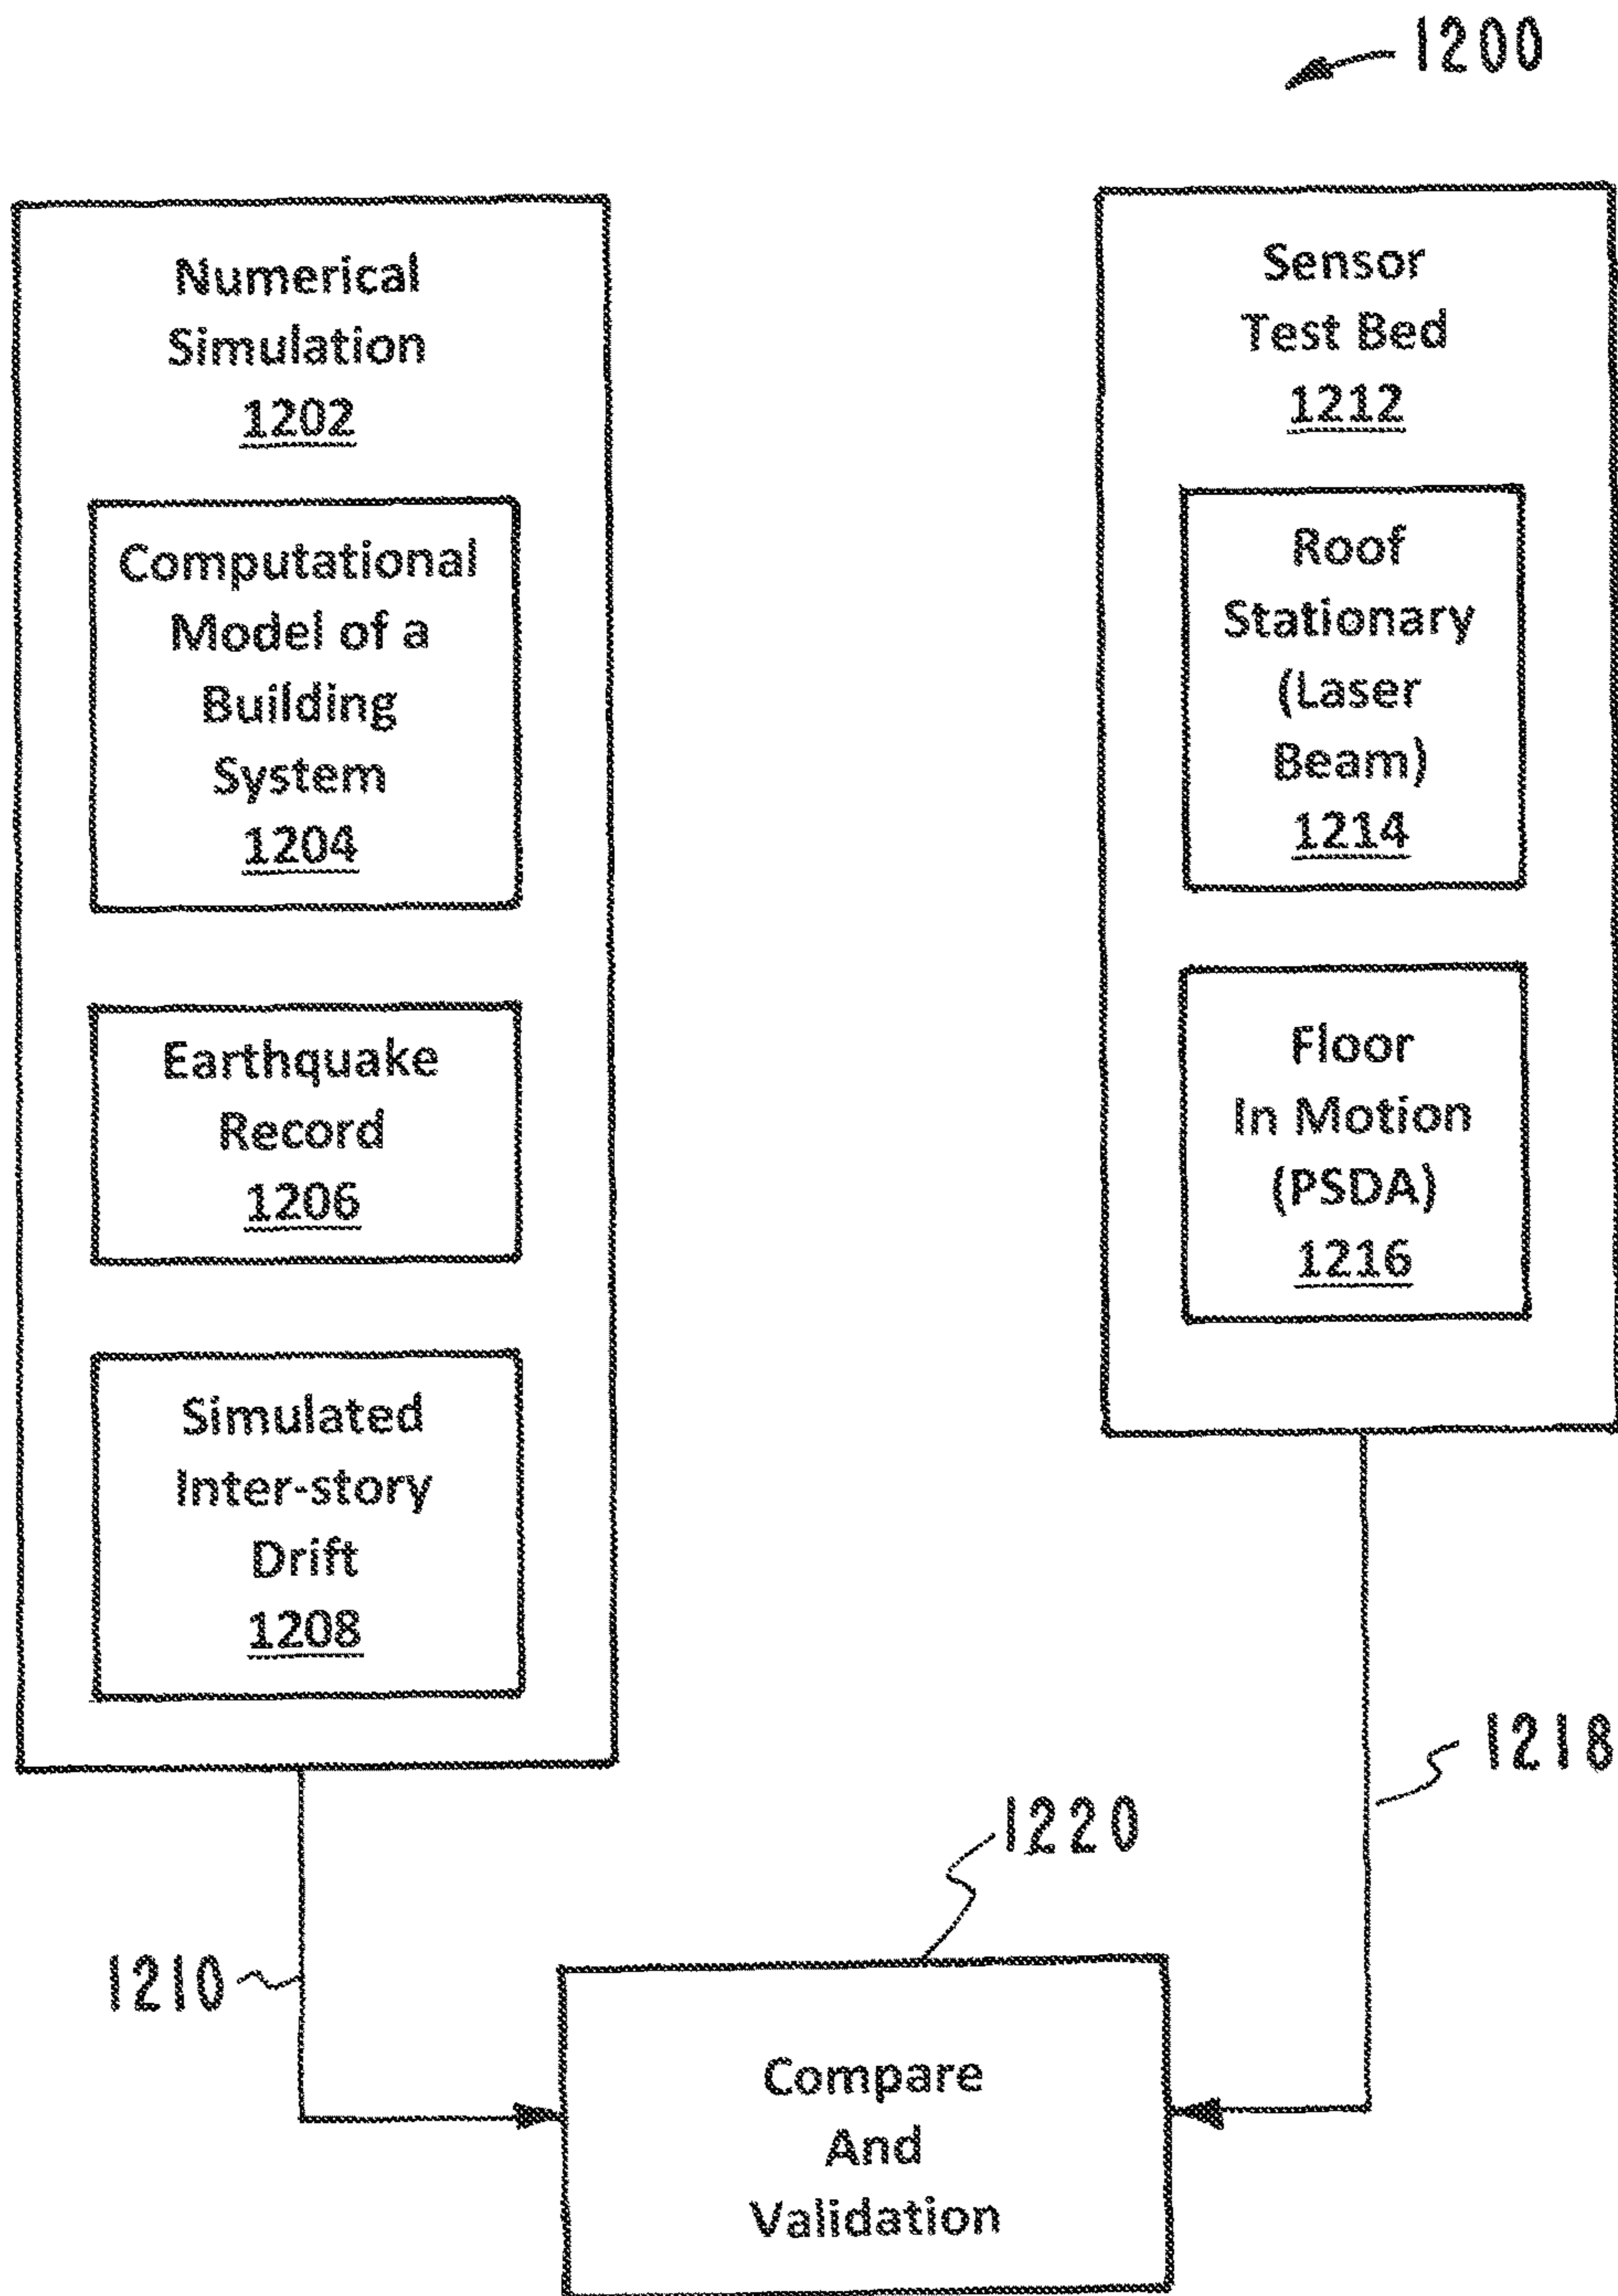 1200
Numerical
Simulation
1202
Computational
Model of a
Building
System
1204
Earthquake
Record
1206
Simulated
Inter-story
Drift
1208
Sensor
Test Bed
1212
Roof
Stationary
(Laser
Beam)
1214
Floor
In Motion
(PSDA)
1216
1218
1220
1210
Compare
And
Validation